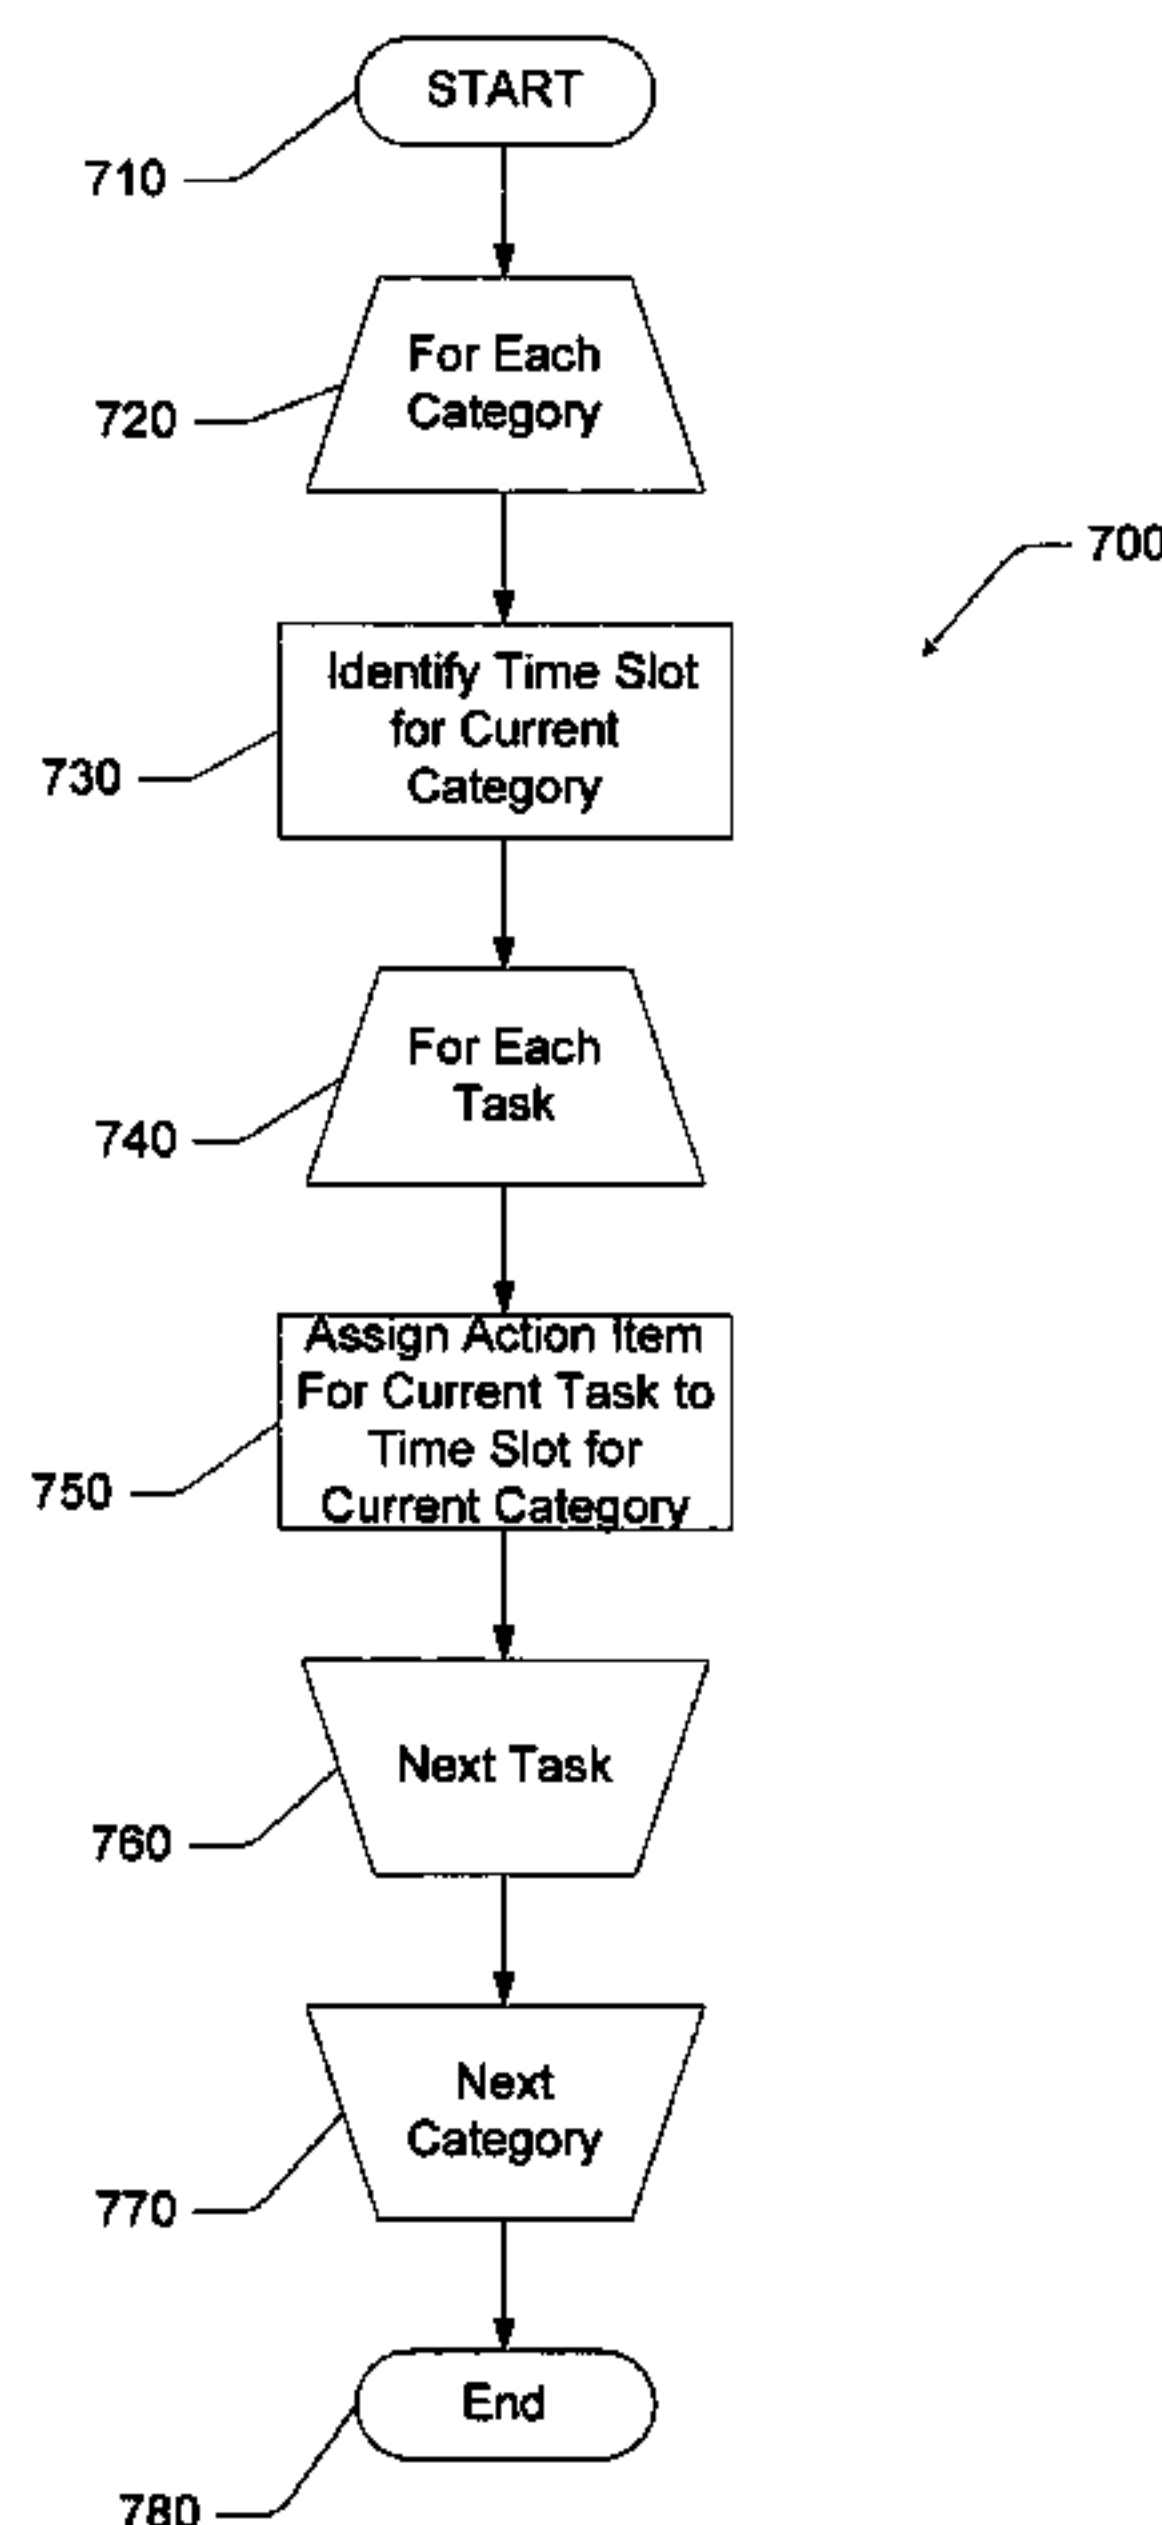 START
710
For Each
Category
720
700
Identify Time Slot
for Current
Category
730
For Each
Task
740
Assign Action Item
For Current Task to
Time Slot for
Current Category
750
Next Task
760
Next
Category
770
End
780